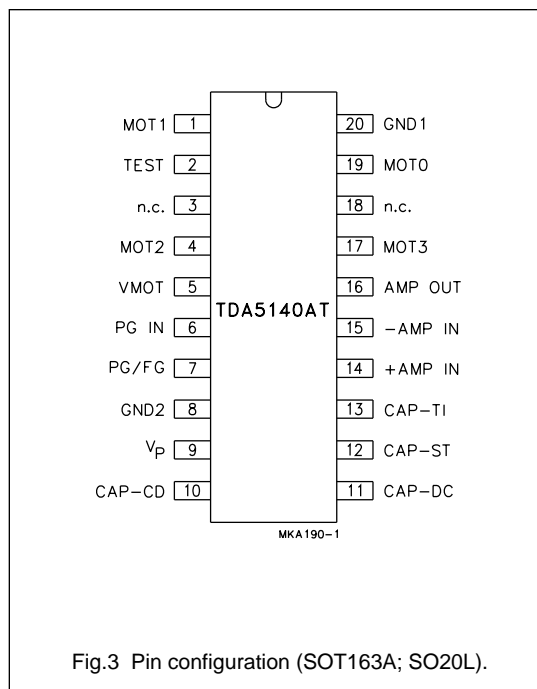 MOT1 1 20 GND1
TEST 2 19 MOT0
n.c. 3 18 n.c.
MOT2 4 17 MOT3
VMOT 5 16 AMP OUT
TDA5140AT
PG IN 6 15 −AMP IN
PG/FG 7 14 +AMP IN
GND2 8 13 CAP−TI
VP 9 12 CAP−ST
CAP−CD 10 11 CAP−DC
MKA190-1
Fig.3 Pin configuration (SOT163A; SO20L).